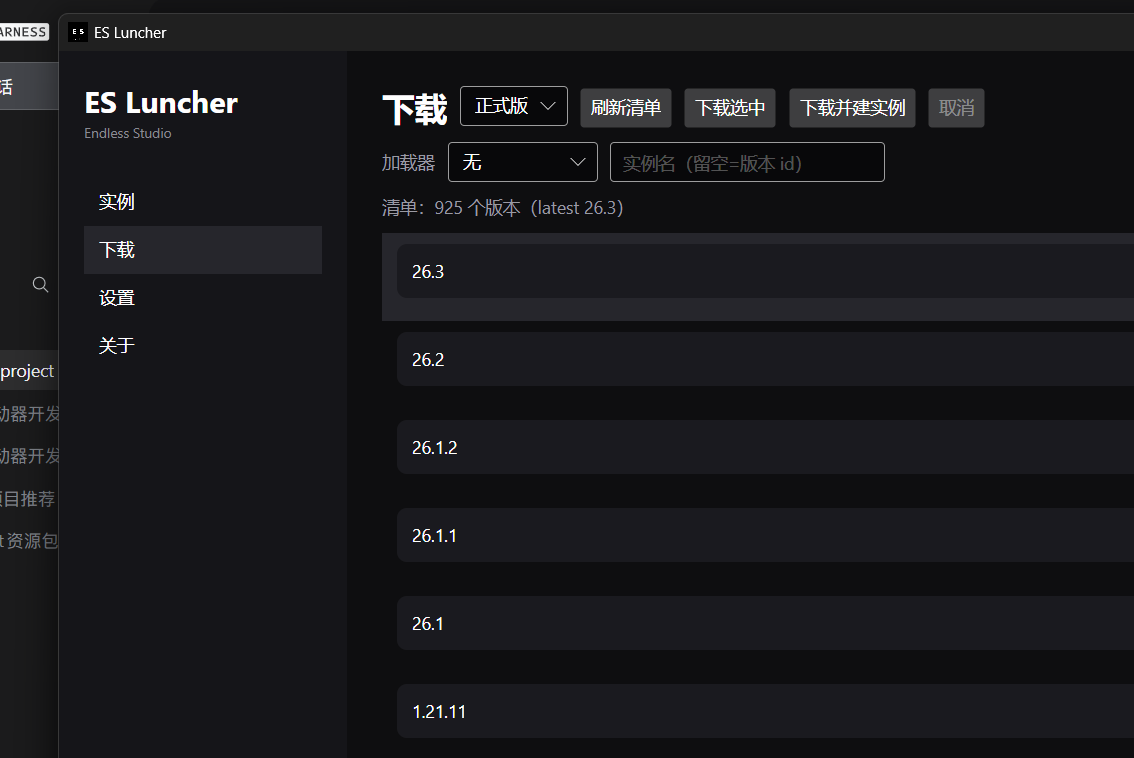 ARNESS
ES
ES Luncher
话
ES Luncher
Endless Studio
实例
下载
设置
关于
project
动器开发
动器开发
项目推荐
t 资源包
下载 正式版 刷新清单 下载选中 下载并建实例 取消
加载器 无 实例名（留空=版本 id）
清单：925 个版本（latest 26.3）
26.3
26.2
26.1.2
26.1.1
26.1
1.21.11